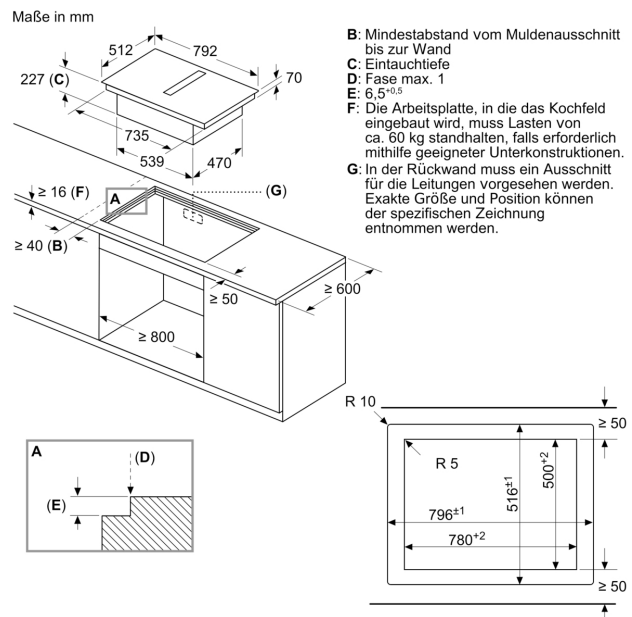 Maße in mm
512
792
227 (C)
70
735
539
470
(G)
≥ 16 (F)
A
≥ 40 (B)
≥ 50
≥ 600
≥ 800
B: Mindestabstand vom Muldenausschnitt
bis zur Wand
C: Eintauchtiefe
D: Fase max. 1
E: 6,5+0,5
F: Die Arbeitsplatte, in die das Kochfeld
eingebaut wird, muss Lasten von
ca. 60 kg standhalten, falls erforderlich
mithilfe geeigneter Unterkonstruktionen.
G: In der Rückwand muss ein Ausschnitt
für die Leitungen vorgesehen werden.
Exakte Größe und Position können
der spezifischen Zeichnung
entnommen werden.
A
(D)
(E)
R 10
≥ 50
R 5
516±1
500+2
796±1
780+2
≥ 50